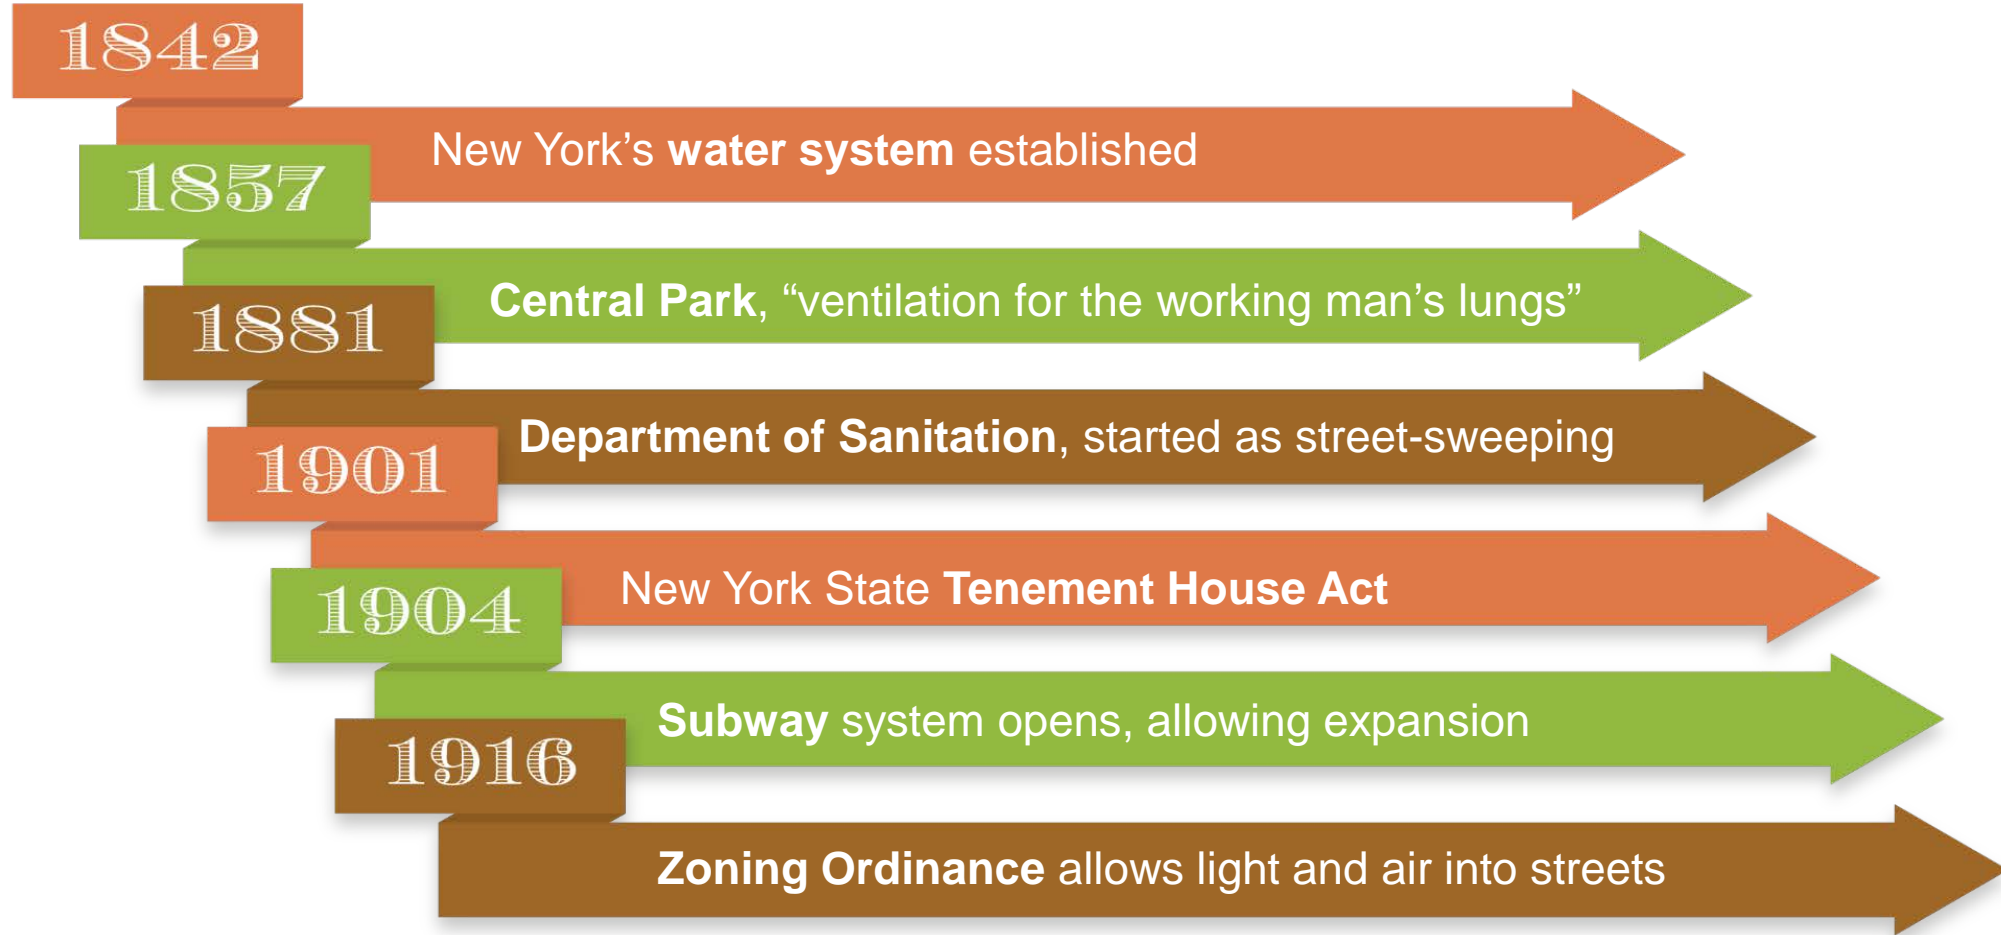 1842
New York’s water system established
1857
Central Park, “ventilation for the working man’s lungs”
1881
Department of Sanitation, started as street-sweeping
1901
New York State Tenement House Act
1904
Subway system opens, allowing expansion
1916
Zoning Ordinance allows light and air into streets